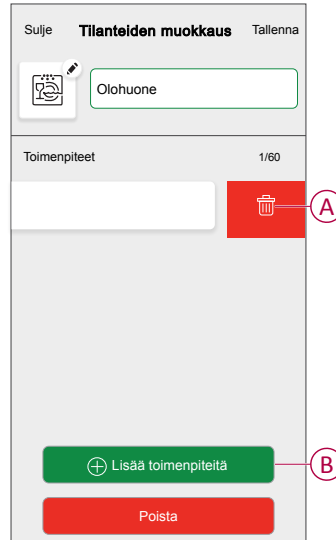 Sulje Tilanteiden muokkaus Tallenna
Olohuone
Toimenpiteet 1/60
A
Lisää toimenpiteitä B
Poista